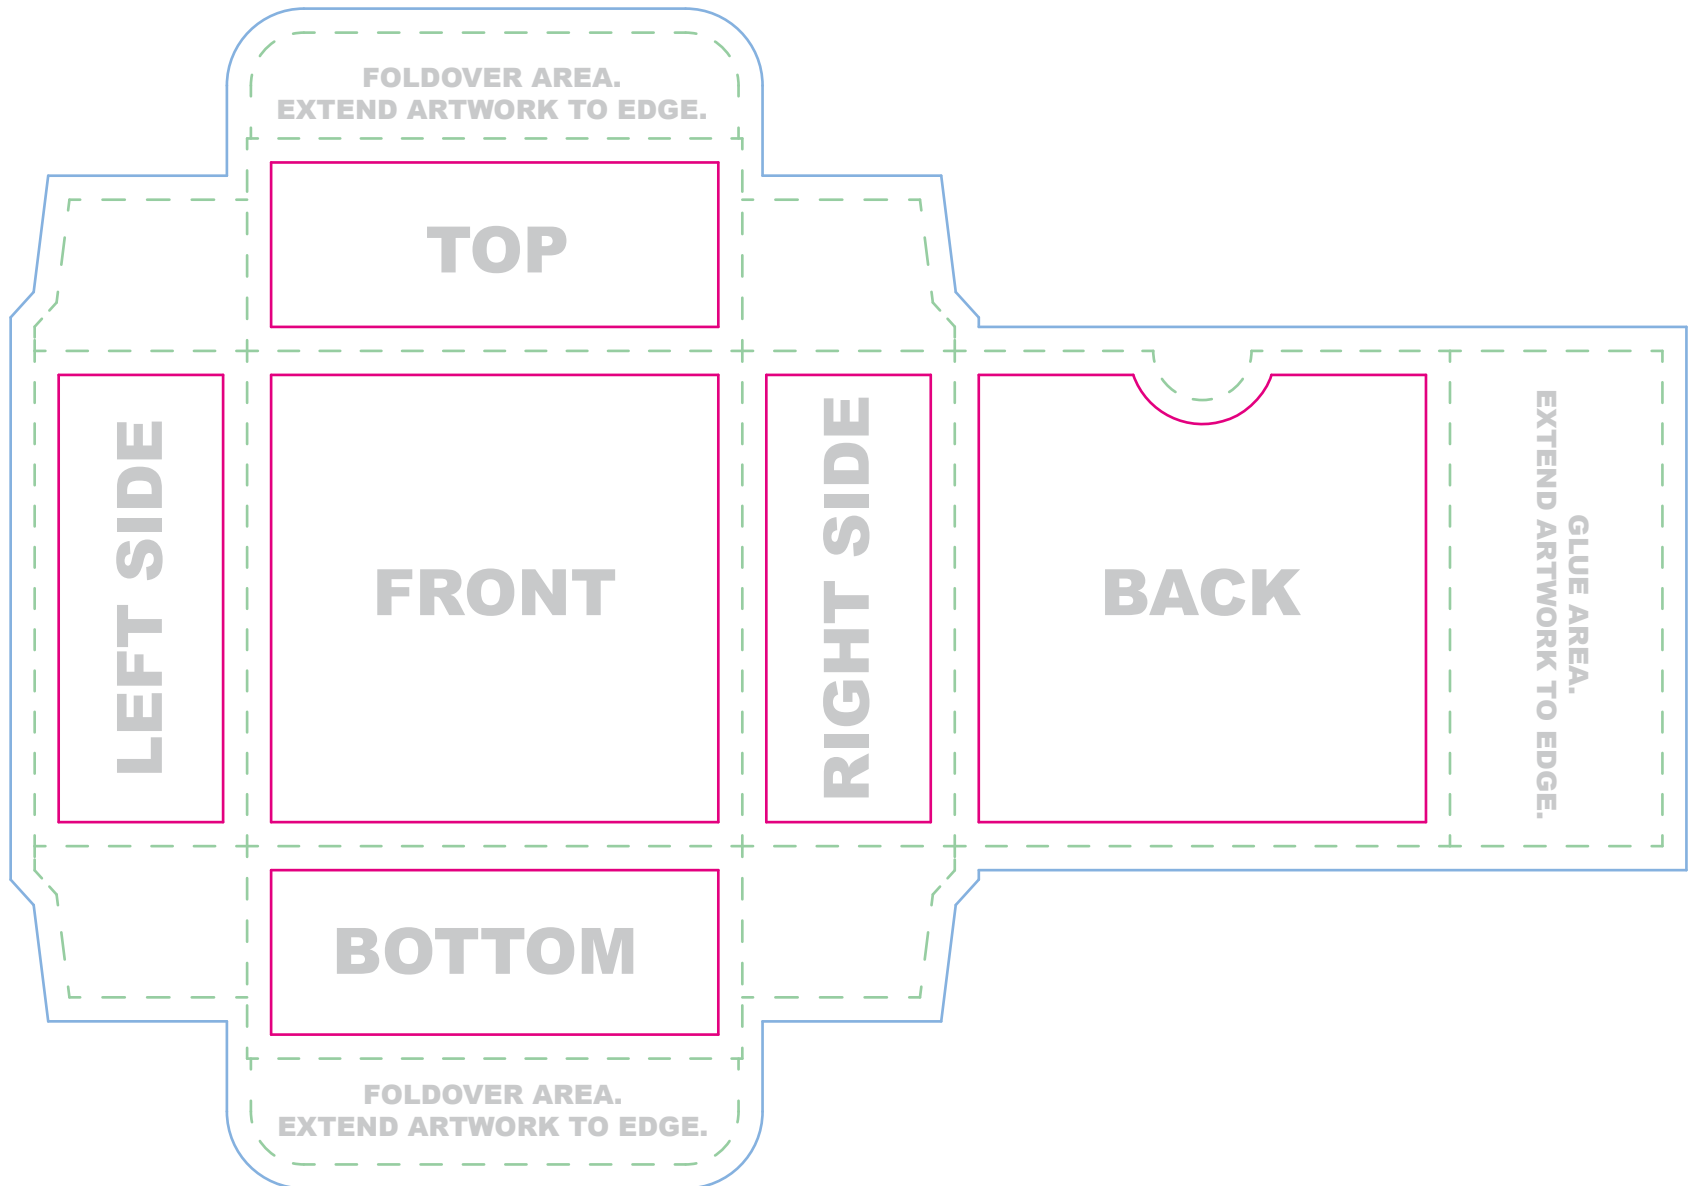 FOLDOVER AREA.
EXTEND ARTWORK TO EDGE.
TOP
LEFT SIDE
FRONT
RIGHT SIDE
BACK
GLUE AREA.
EXTEND ARTWORK TO EDGE.
BOTTOM
FOLDOVER AREA.
EXTEND ARTWORK TO EDGE.